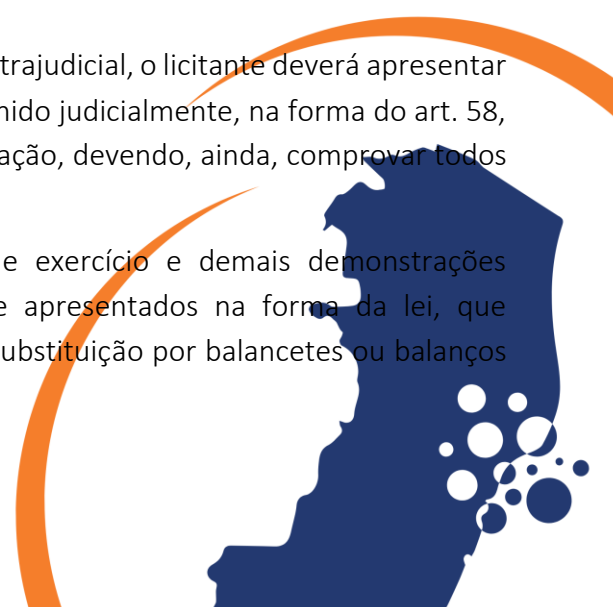 trajudicial, o licitante deverá apresentar
nido judicialmente, na forma do art. 58,
ação, devendo, ainda, comprovar todos
e exercício e demais demonstrações
e apresentados na forma da lei, que
ubstituição por balancetes ou balanços